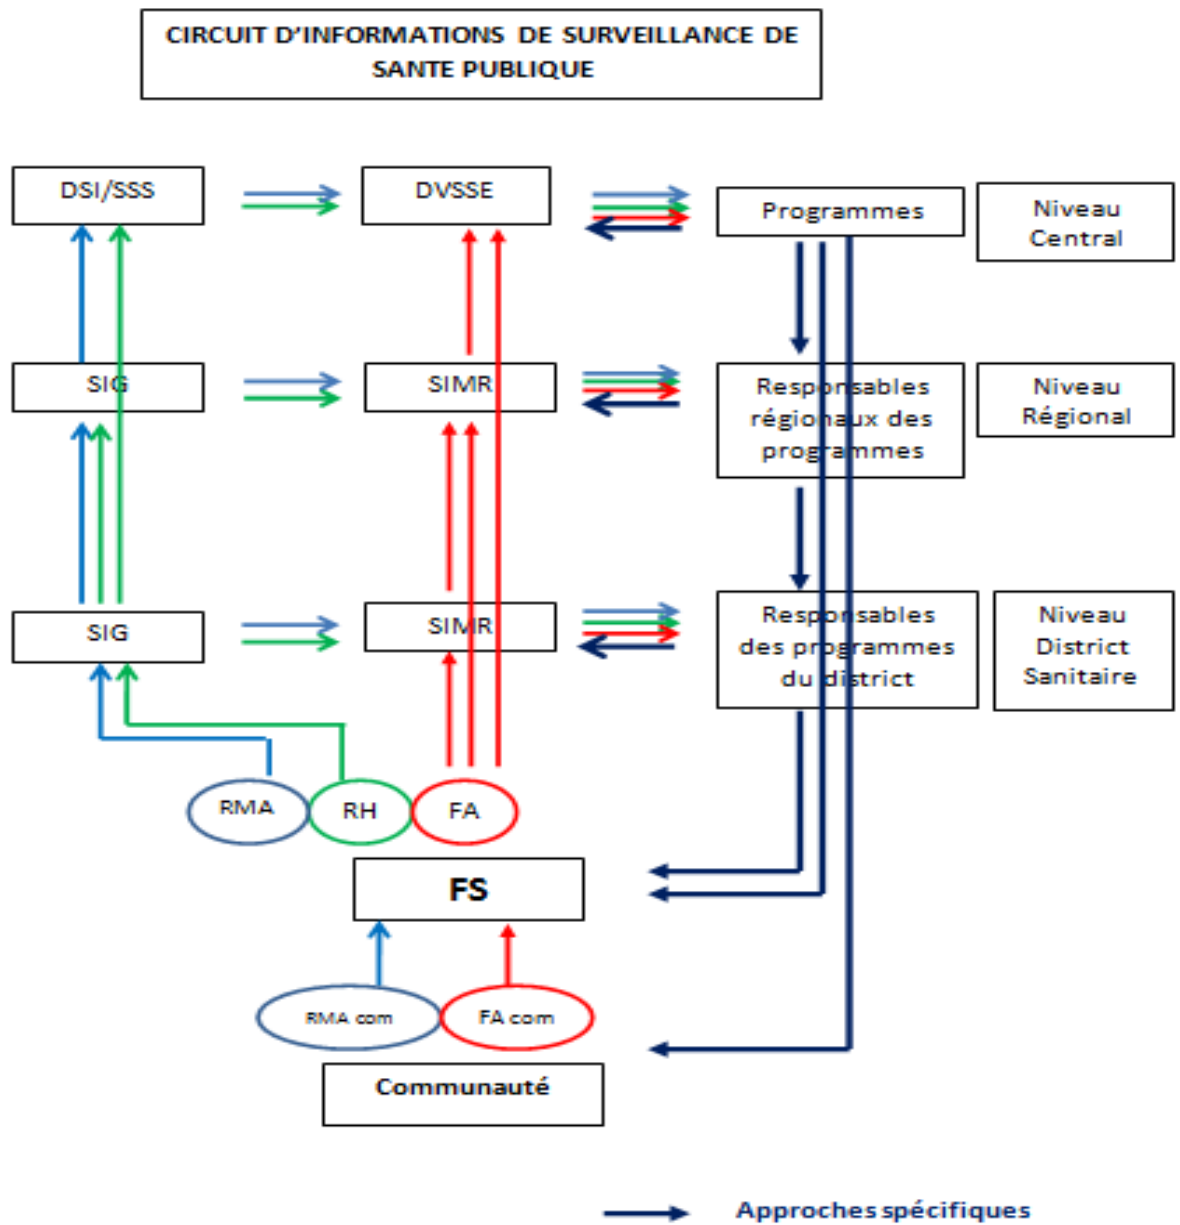 CIRCUIT D'INFORMATIONS DE SURVEILLANCE DE
SANTE PUBLIQUE
DSI/SSS
DVSSE
Programmes
Niveau
Central
SIG
SIMR
Responsables
régionaux des
programmes
Niveau
Régional
SIG
SIMR
Responsables
des programmes
du district
Niveau
District
Sanitaire
RMA
RH
FA
FS
RMA com
FA com
Communauté
Approches spécifiques